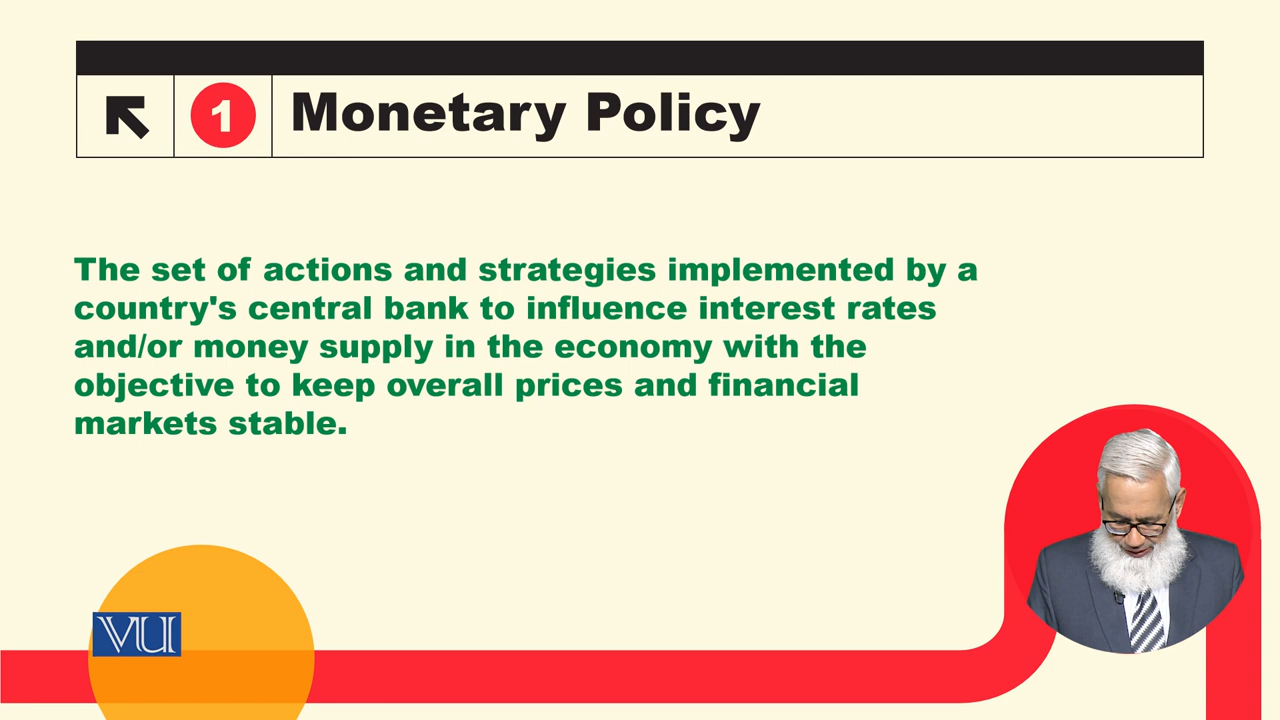 1
Monetary Policy
The set of actions and strategies implemented by a
country's central bank to influence interest rates
and/or money supply in the economy with the
objective to keep overall prices and financial
markets stable.
VU